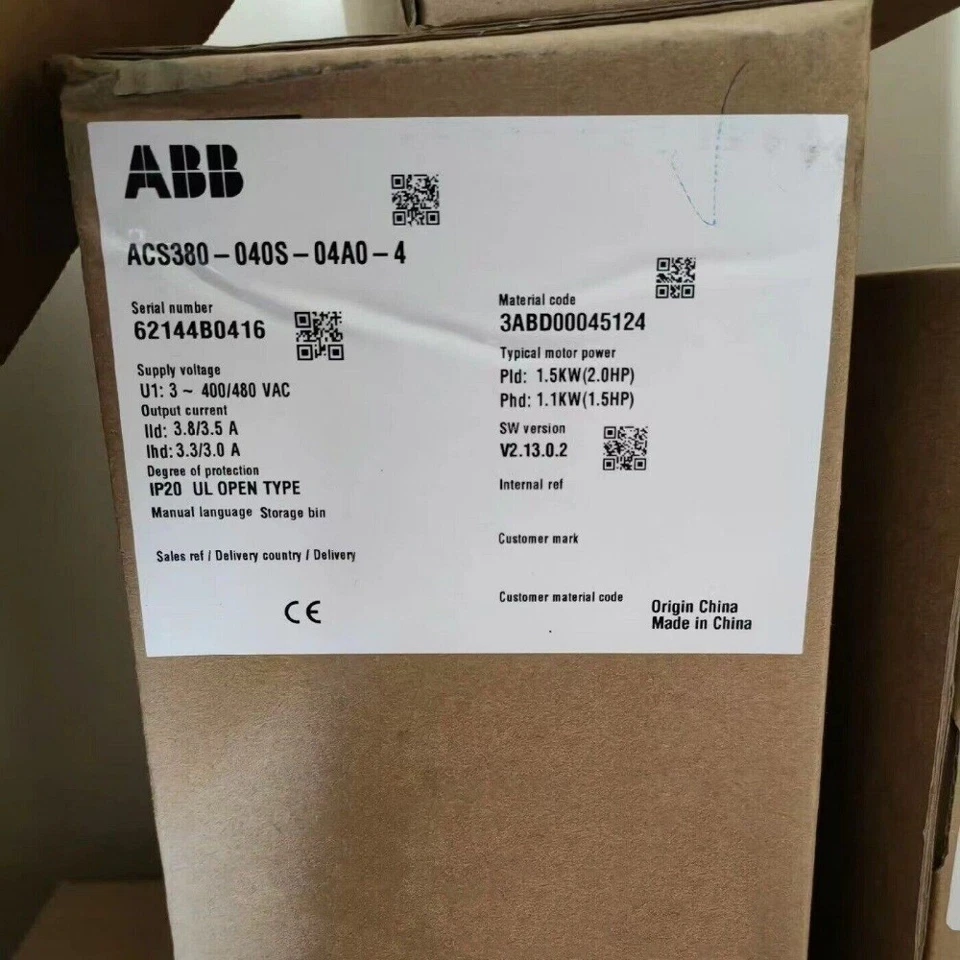 ABB
ACS380-040S-04A0-4
Serial number
62144B0416
Supply voltage
U1: 3 ~ 400/480 VAC
Output current
Ild: 3.8/3.5 A
Ihd: 3.3/3.0 A
Degree of protection
IP20 UL OPEN TYPE
Manual language Storage bin
Sales ref / Delivery country / Delivery
CE
Material code
3ABD00045124
Typical motor power
Pld: 1.5KW(2.0HP)
Phd: 1.1KW(1.5HP)
SW version
V2.13.0.2
Internal ref
Customer mark
Customer material code
Origin China
Made in China